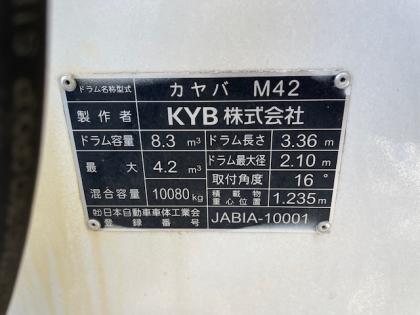 ドラム名称型式 カヤバ M42
製作者 KYB株式会社
ドラム容量 8.3 m³ ドラム長さ 3.36 m
最大 4.2 m³ ドラム最大径 2.10 m
混合容量 10080kg 取付角度 16°
積載物重心位置 1.235m
㈳日本自動車車体工業会
登録番号 JABIA-10001